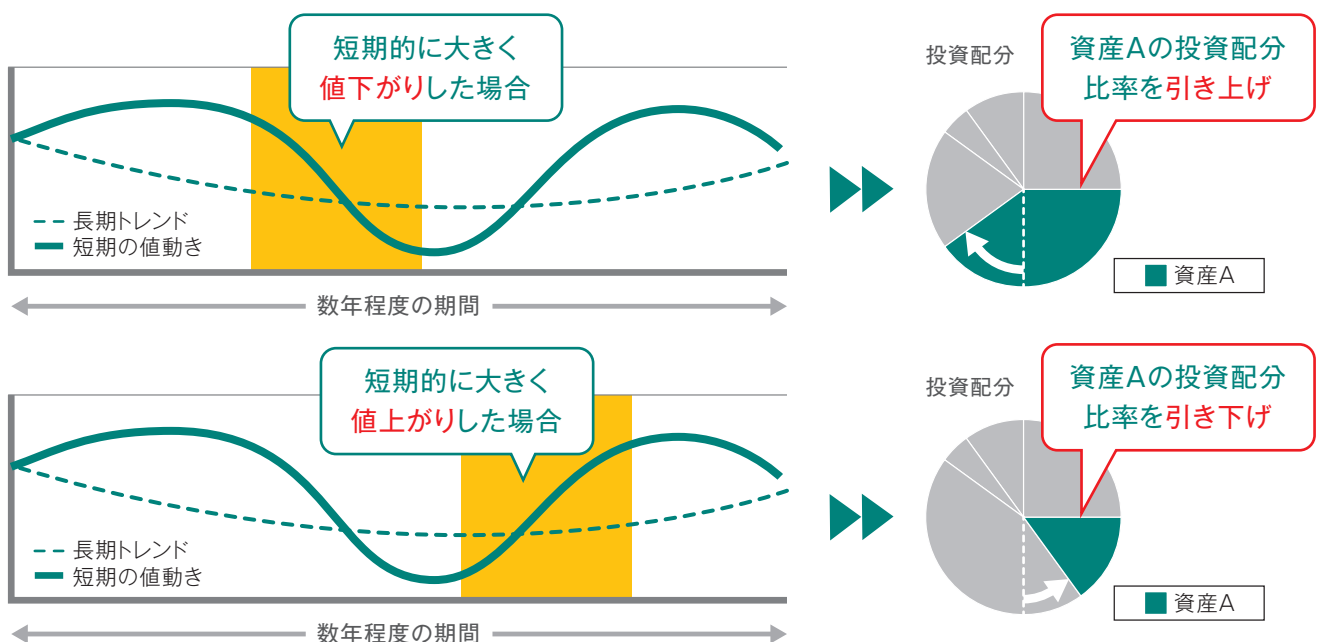 短期的に大きく
値下がりした場合
長期トレンド
短期の値動き
数年程度の期間
投資配分
資産Aの投資配分
比率を引き上げ
資産A
短期的に大きく
値上がりした場合
長期トレンド
短期の値動き
数年程度の期間
投資配分
資産Aの投資配分
比率を引き下げ
資産A